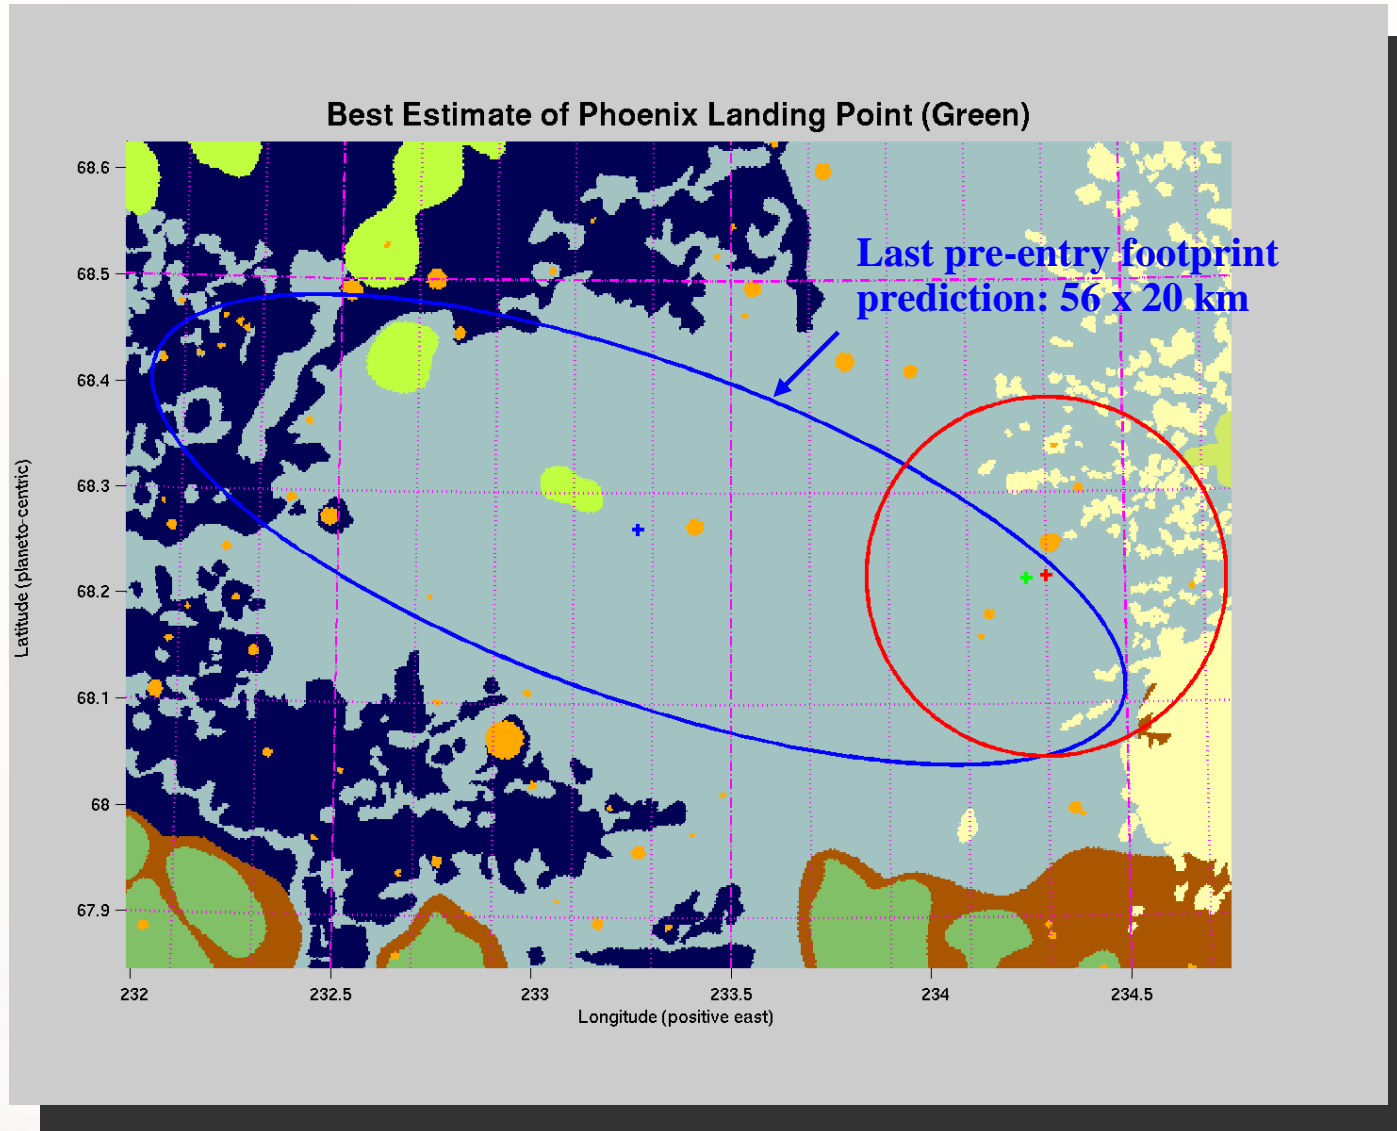 Best Estimate of Phoenix Landing Point (Green)
Last pre-entry footprint
prediction: 56 x 20 km
Latitude (planeto-centric)
68.6
68.5
68.4
68.3
68.2
68.1
68
67.9
232
232.5
233
233.5
234
234.5
Longitude (positive east)